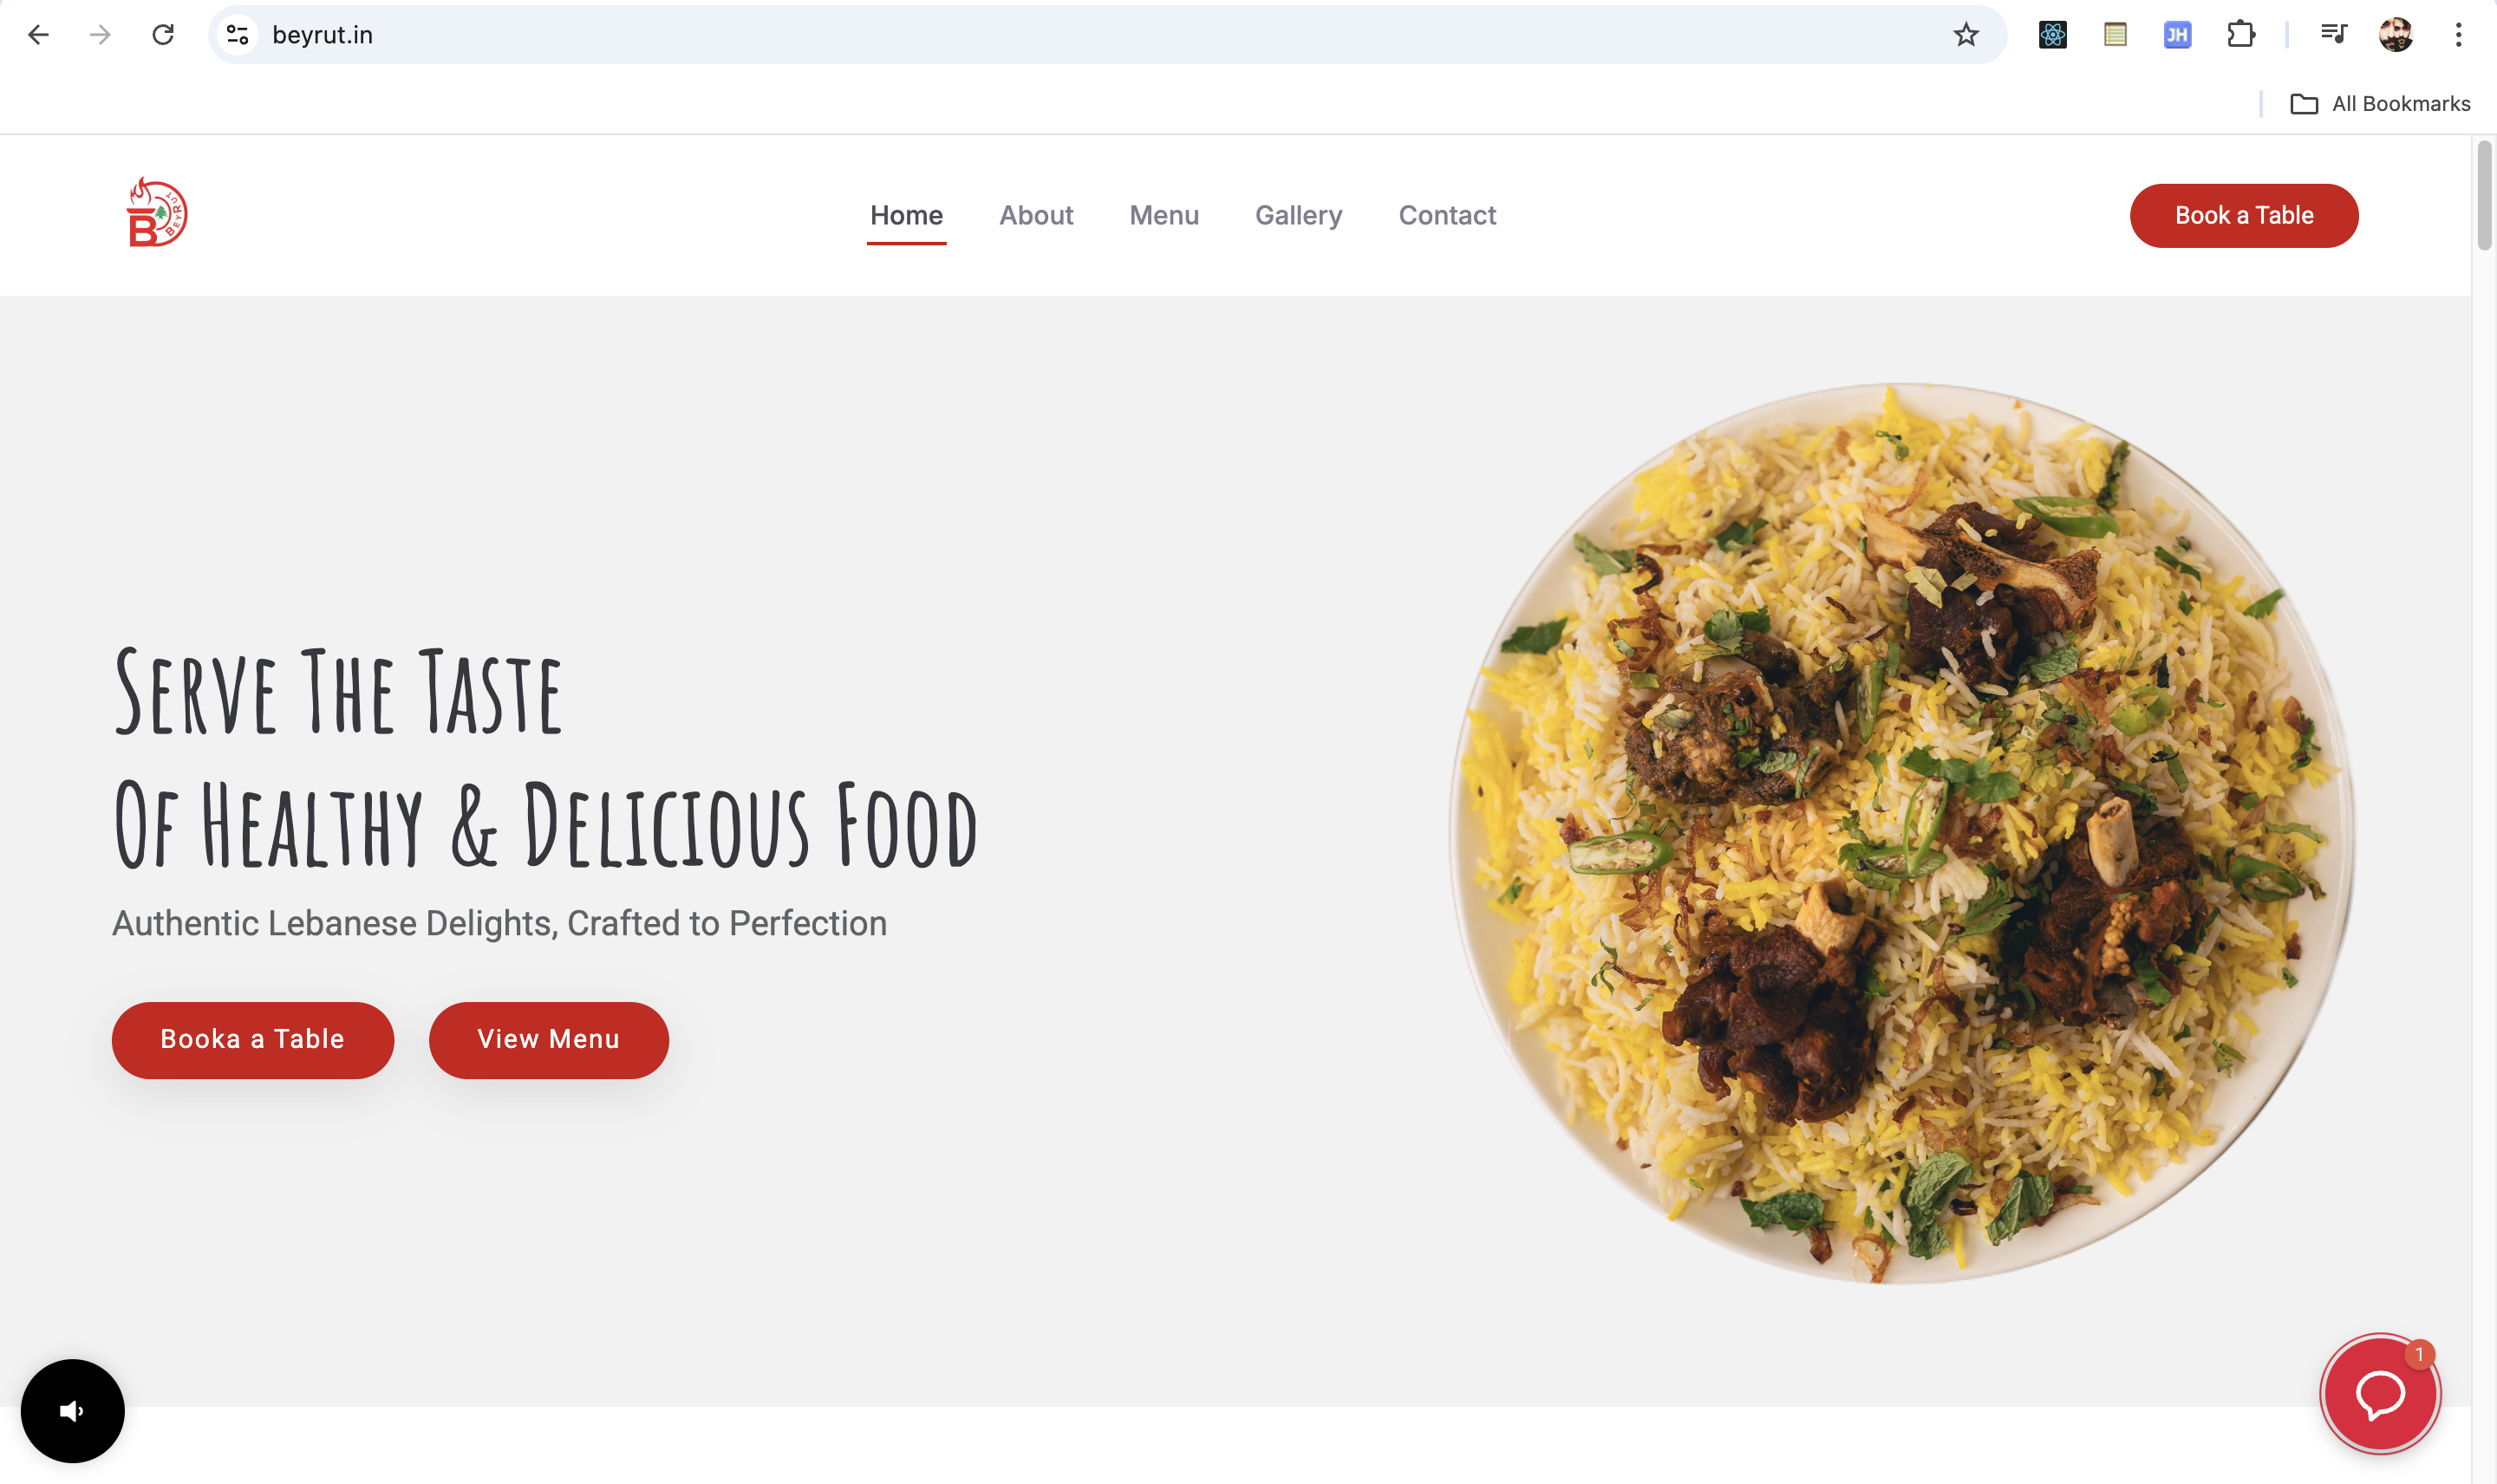 beyrut.in
JH
All Bookmarks
B BEYRUT
Home About Menu Gallery Contact
Book a Table
Serve The Taste
Of Healthy & Delicious Food
Authentic Lebanese Delights, Crafted to Perfection
Booka a Table View Menu
1